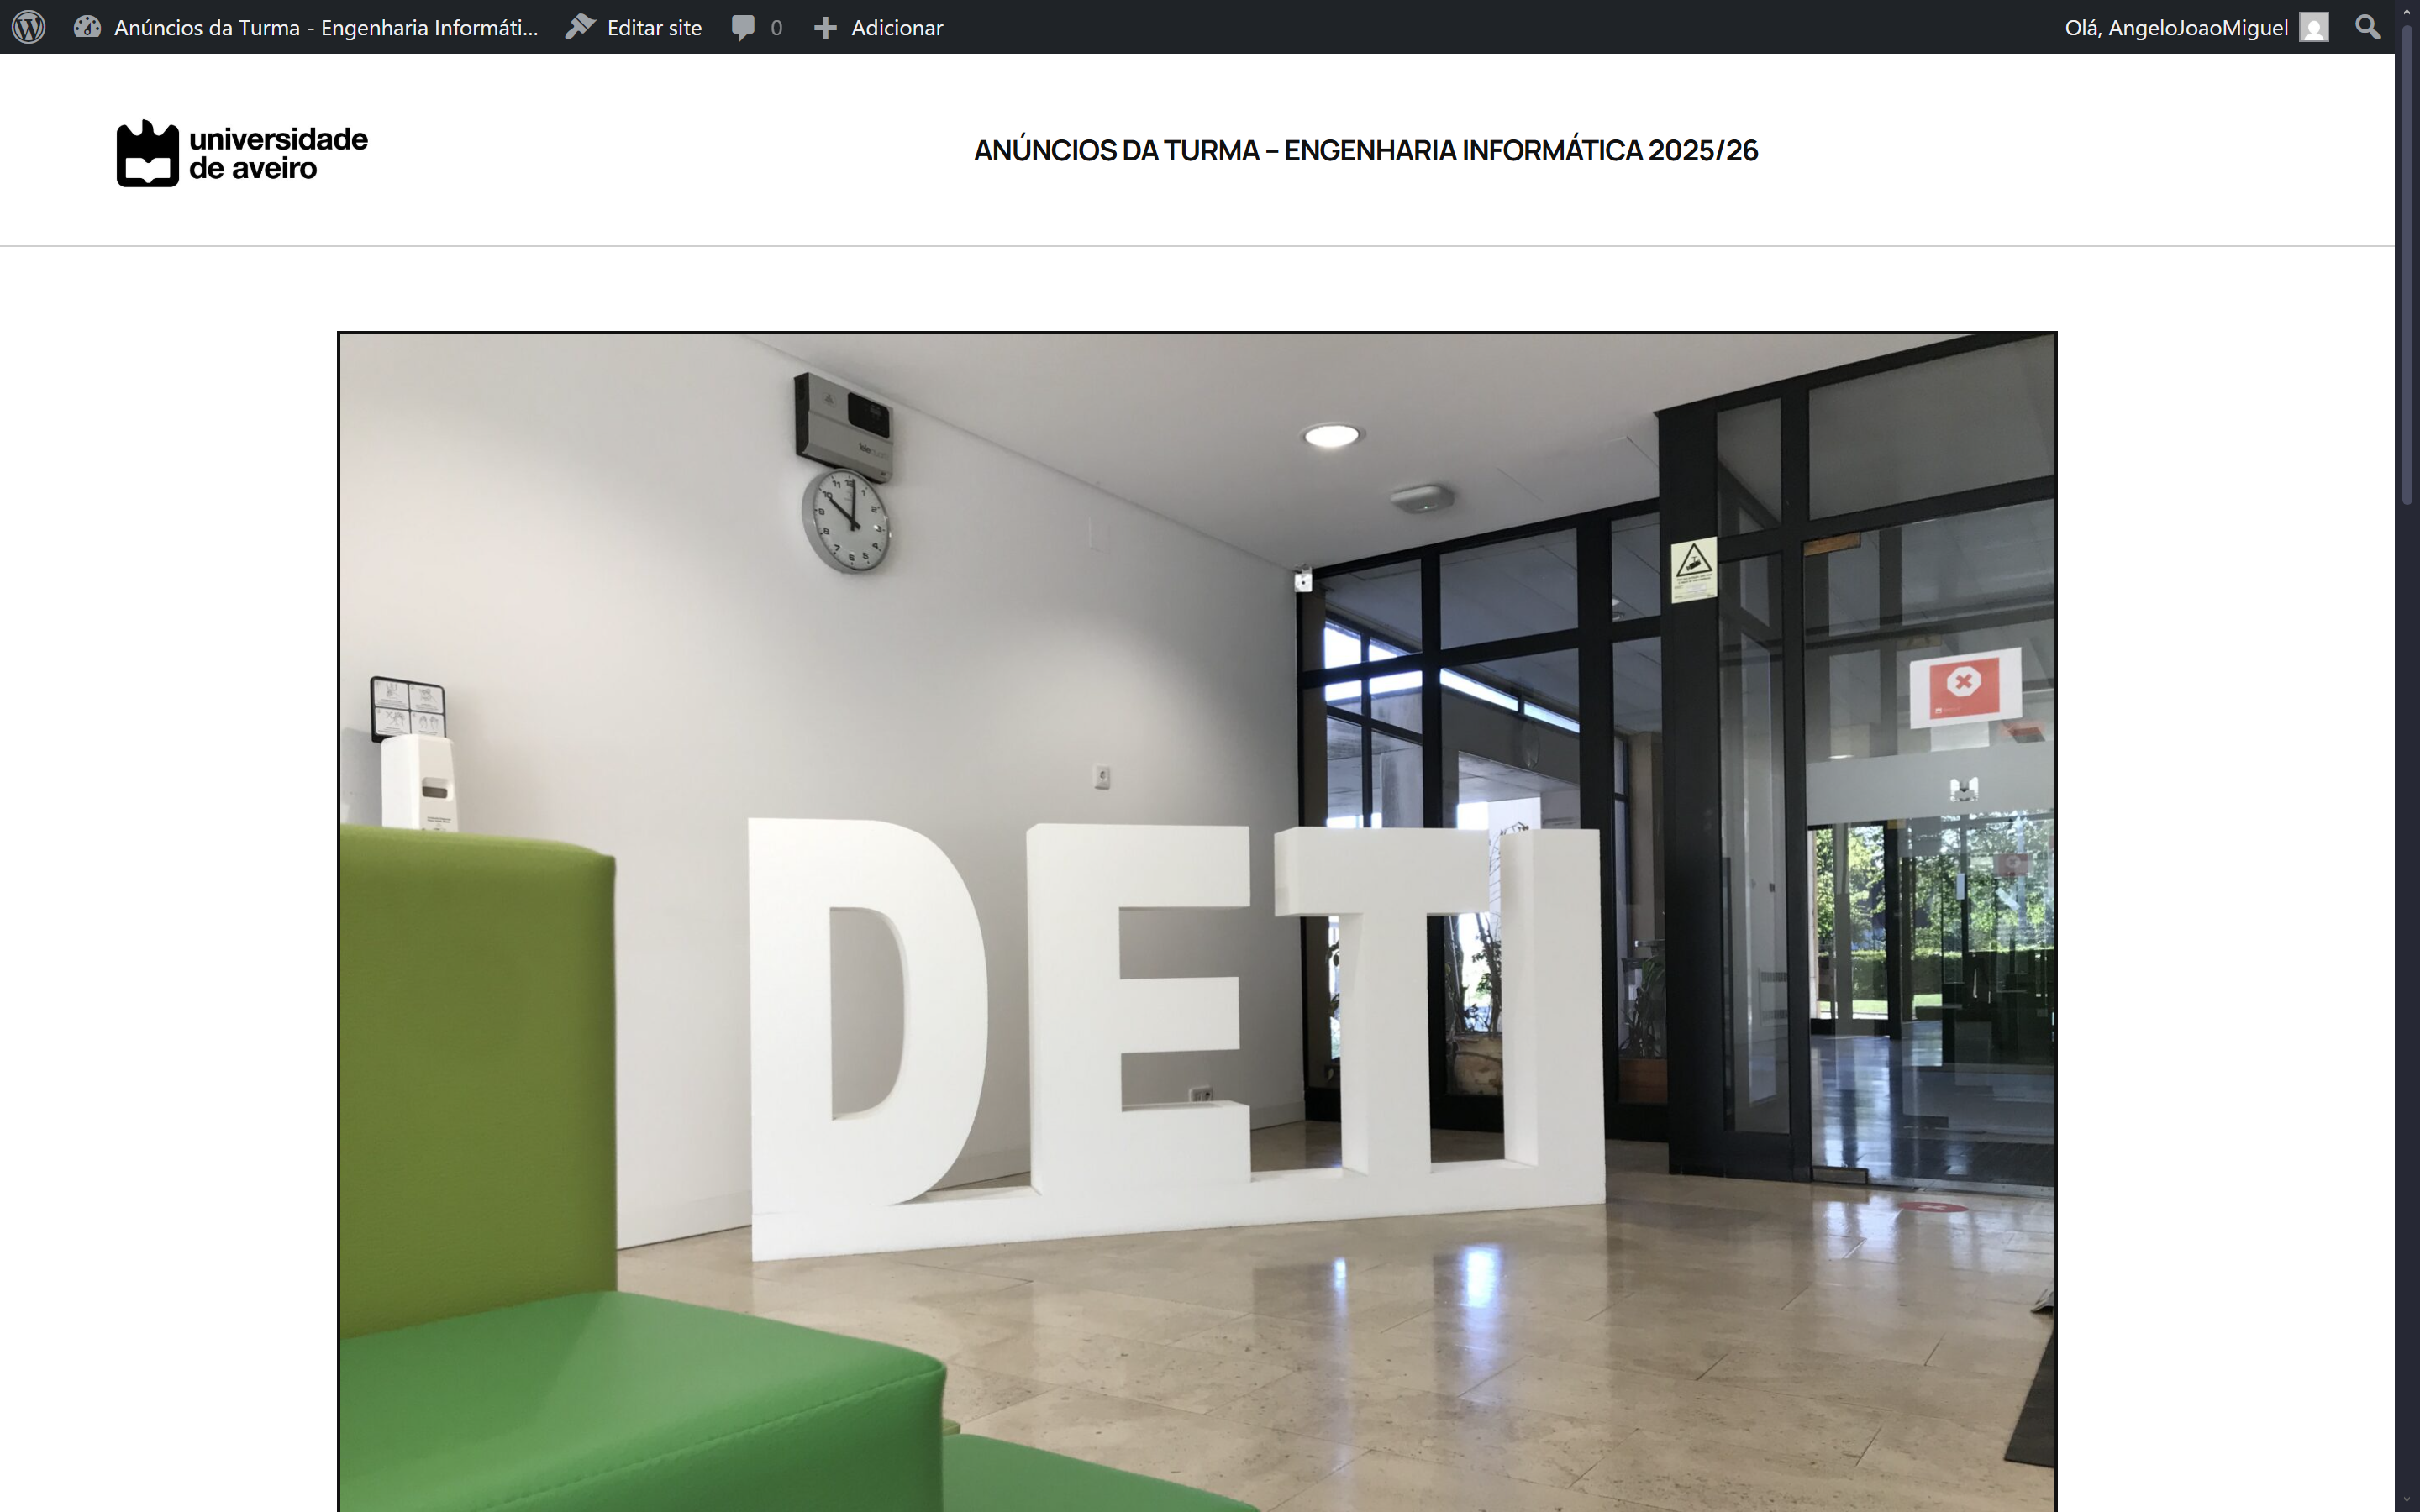 Anúncios da Turma - Engenharia Informáti...
Editar site
0
Adicionar
Olá, AngeloJoaoMiguel
universidade
de aveiro
ANÚNCIOS DA TURMA – ENGENHARIA INFORMÁTICA 2025/26
DETI